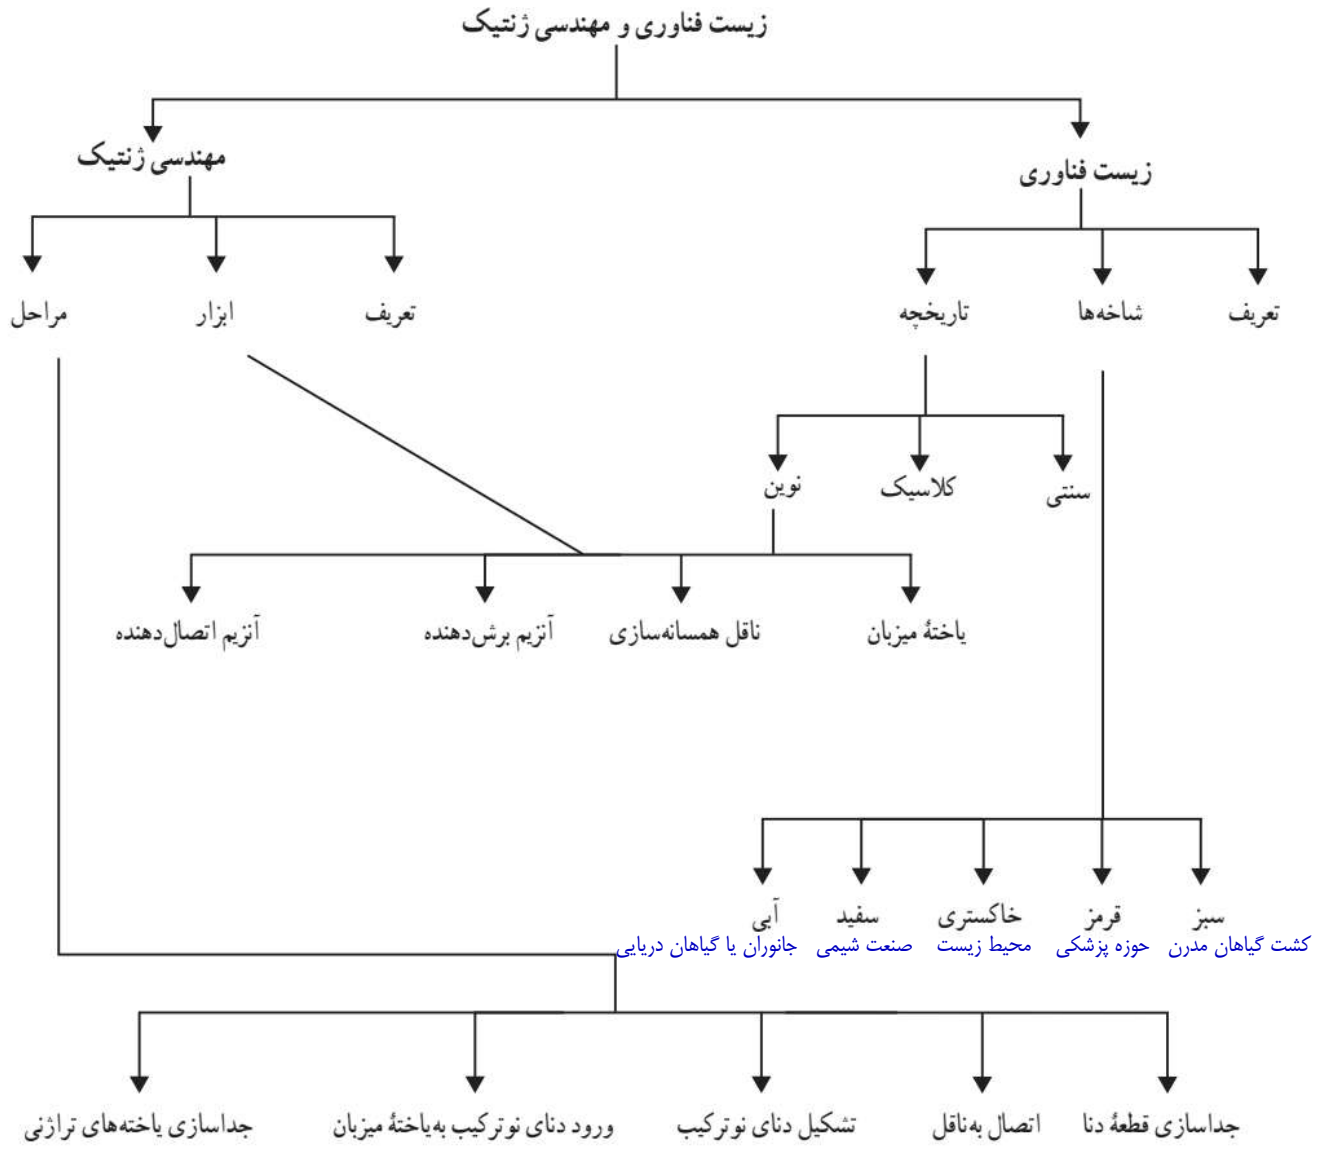 زیست فناوری و مهندسی ژنتیک
زیست فناوری
مهندسی ژنتیک
تعریف
شاخه‌ها
تاریخچه
تعریف
ابزار
مراحل
سنتی
کلاسیک
نوین
یاختهٔ میزبان
ناقل همسانه‌سازی
آنزیم برش‌دهنده
آنزیم اتصال‌دهنده
سبز
قرمز
خاکستری
سفید
آبی
کشت گیاهان مدرن
حوزه پزشکی
محیط زیست
صنعت شیمی
جانوران یا گیاهان دریایی
جداسازی قطعهٔ دنا
اتصال به‌ناقل
تشکیل دنای نوترکیب
ورود دنای نوترکیب به‌یاختهٔ میزبان
جداسازی یاخته‌های تراژنی